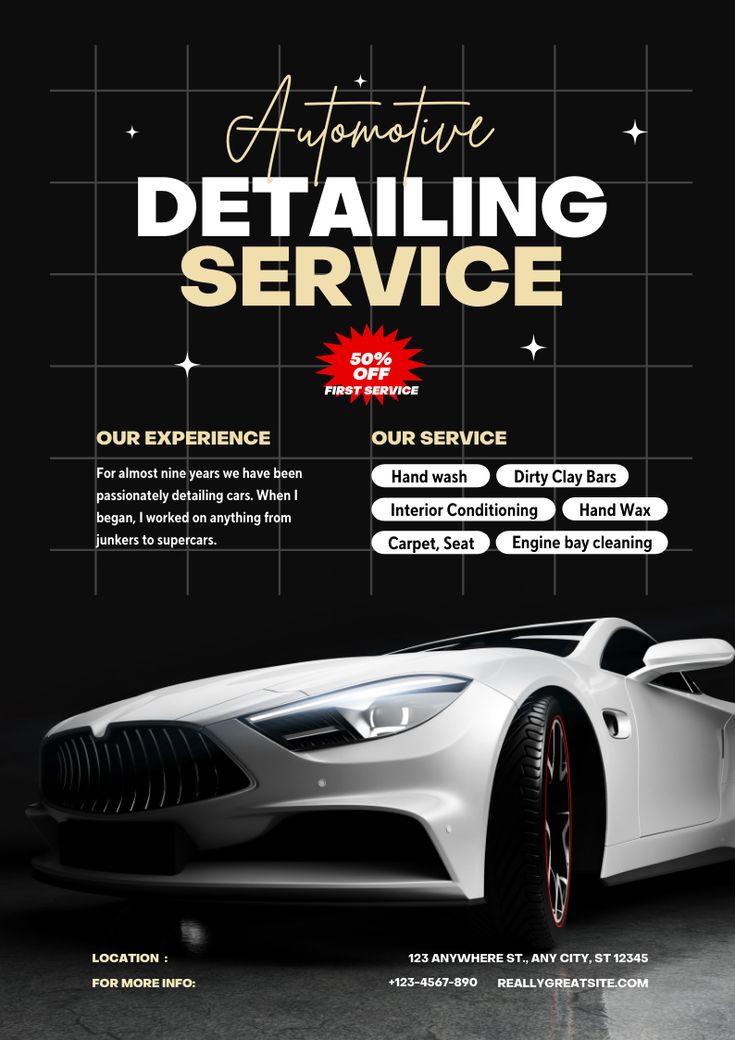 Automotive
DETAILING
SERVICE
50%
OFF
FIRST SERVICE
OUR EXPERIENCE
For almost nine years we have been
passionately detailing cars. When I
began, I worked on anything from
junkers to supercars.
OUR SERVICE
Hand wash
Dirty Clay Bars
Interior Conditioning
Hand Wax
Carpet, Seat
Engine bay cleaning
LOCATION :
123 ANYWHERE ST., ANY CITY, ST 12345
FOR MORE INFO:
+123-4567-890
REALLYGREATSITE.COM